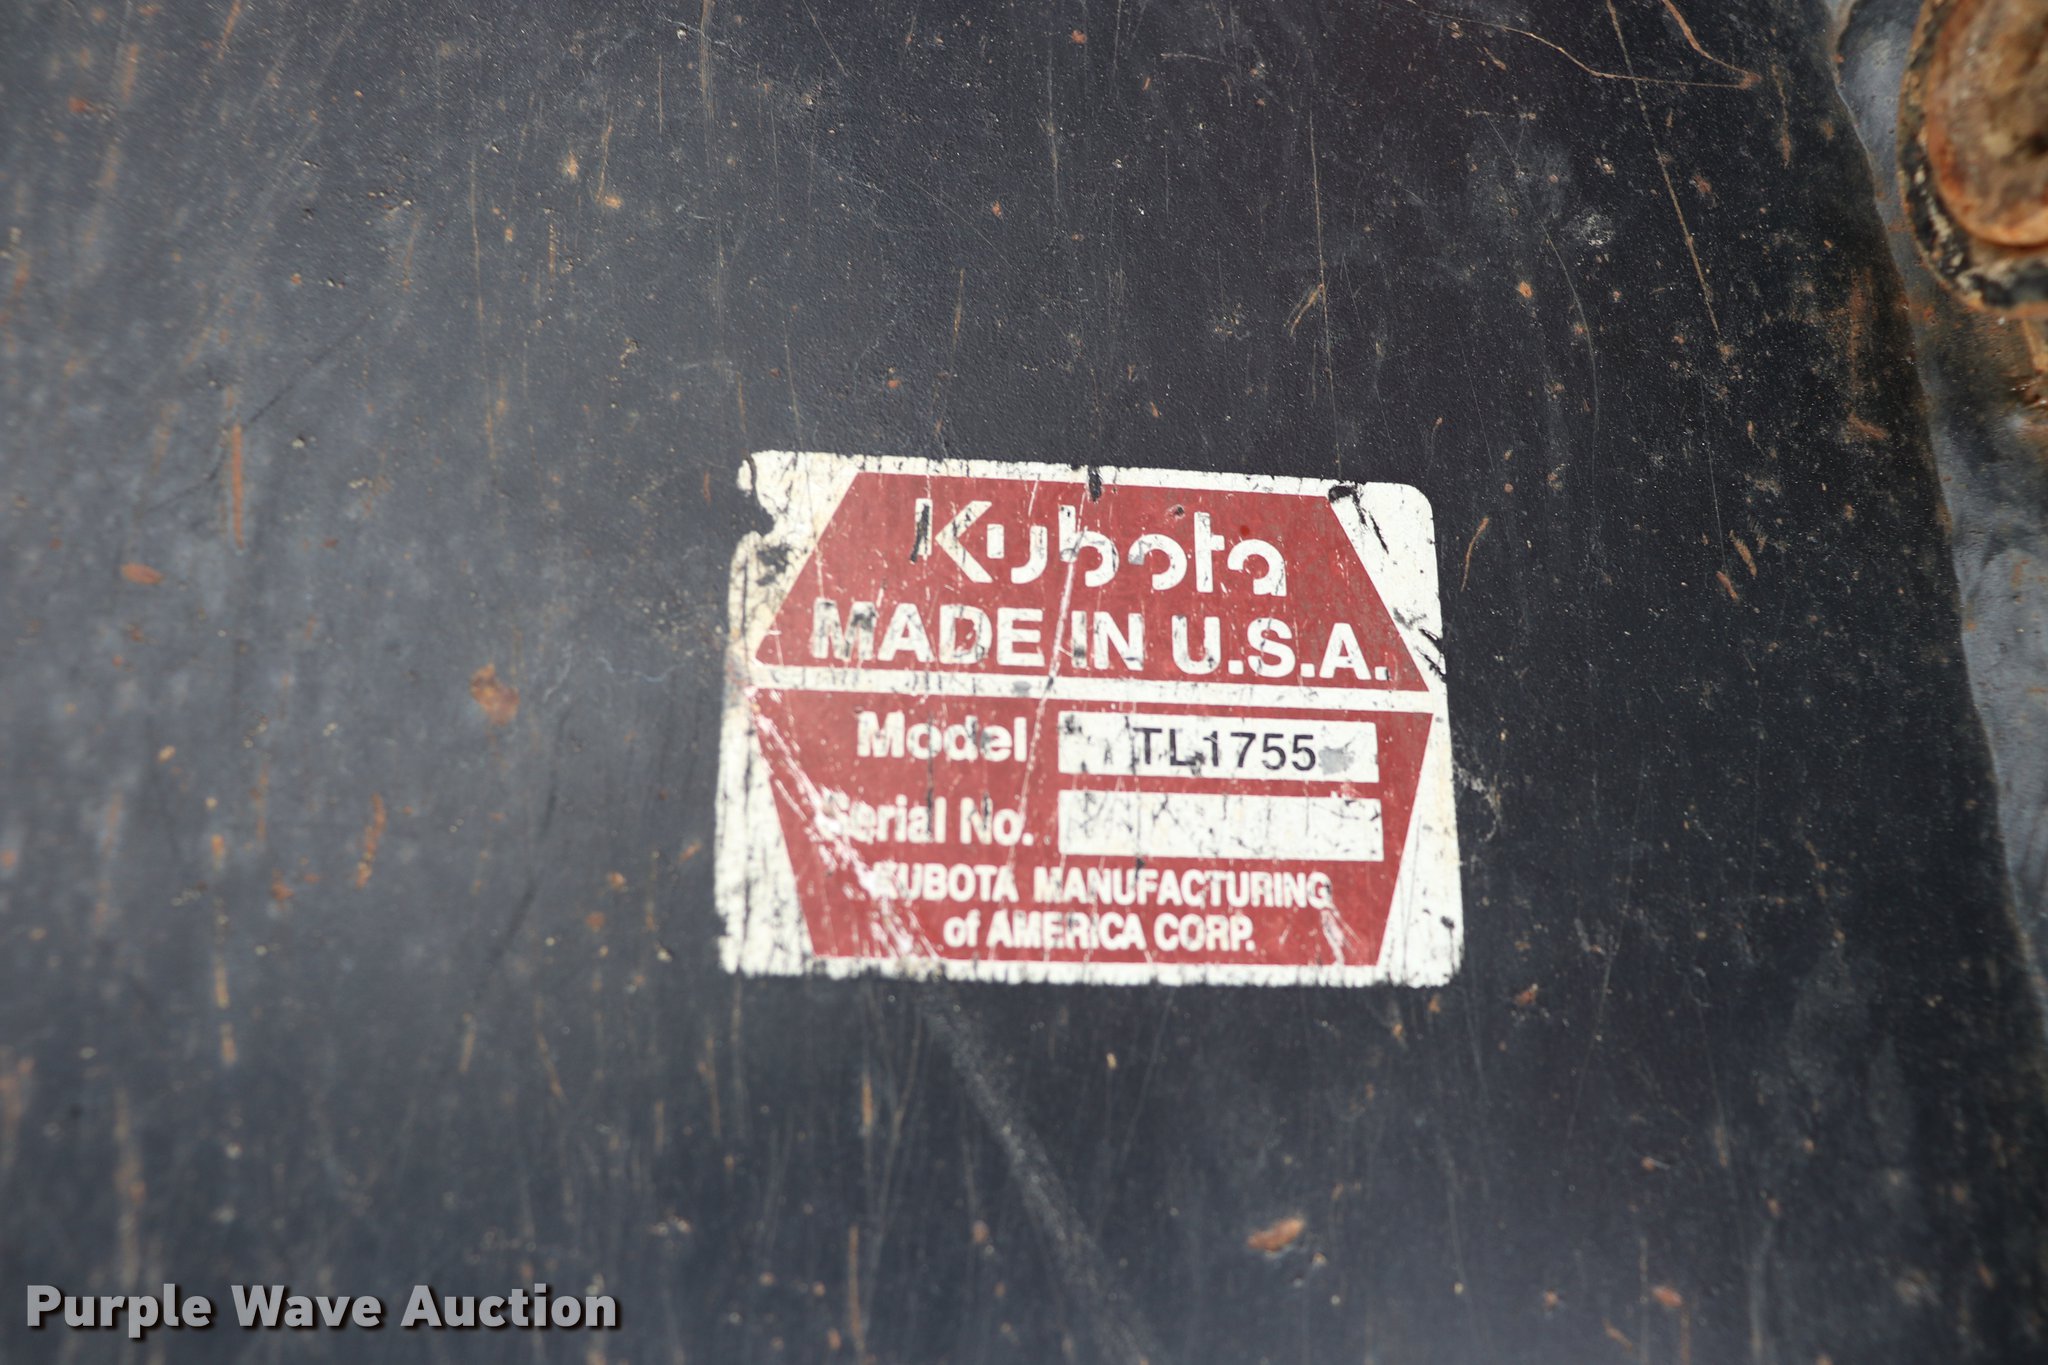 Kubota
MADE IN U.S.A.
Model TL1755
Serial No.
KUBOTA MANUFACTURING
of AMERICA CORP.
Purple Wave Auction